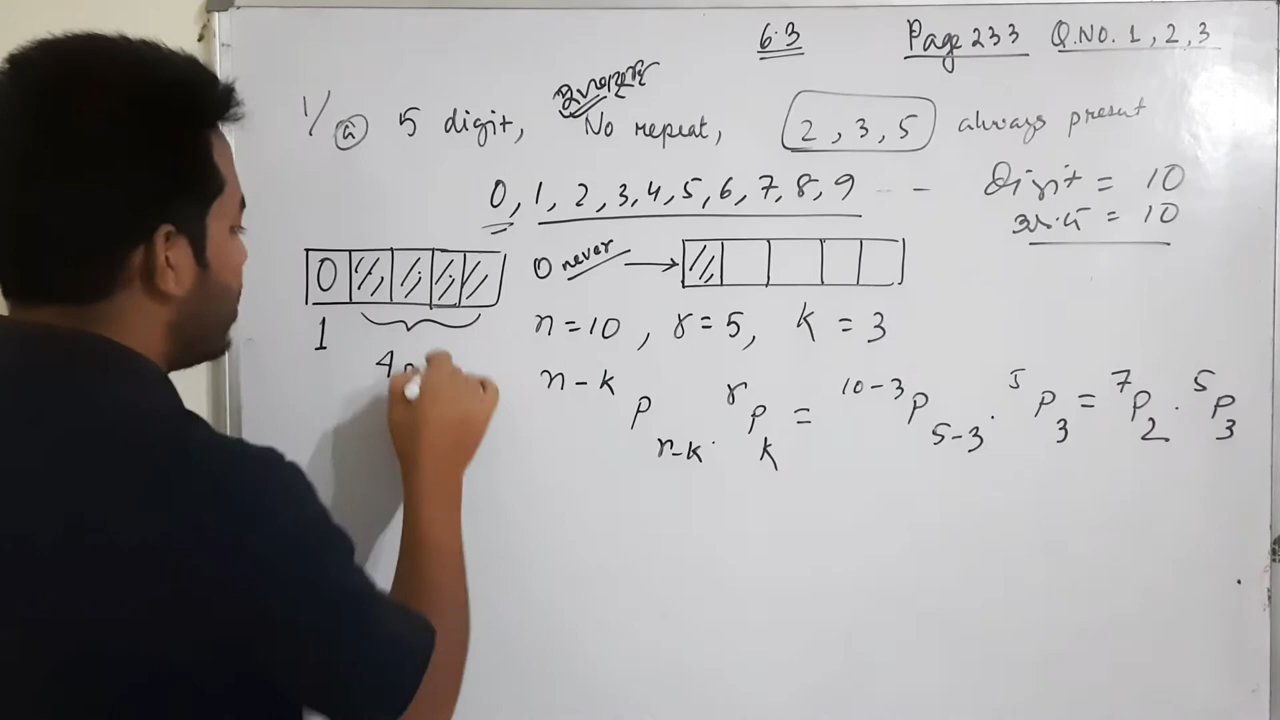 6.3 Page 233 Q.NO. 1, 2, 3
1/ (a) 5 digit, No repeat, 2, 3, 5 always present
0, 1, 2, 3, 4, 5, 6, 7, 8, 9 -- - Digit = 10
= 10
0 0 never →
n = 10 , r = 5, K = 3
1
4
n-k P r-k . r P k = 10-3 P 5-3 . 5 P 3 = 7 P 2 . 5 P 3